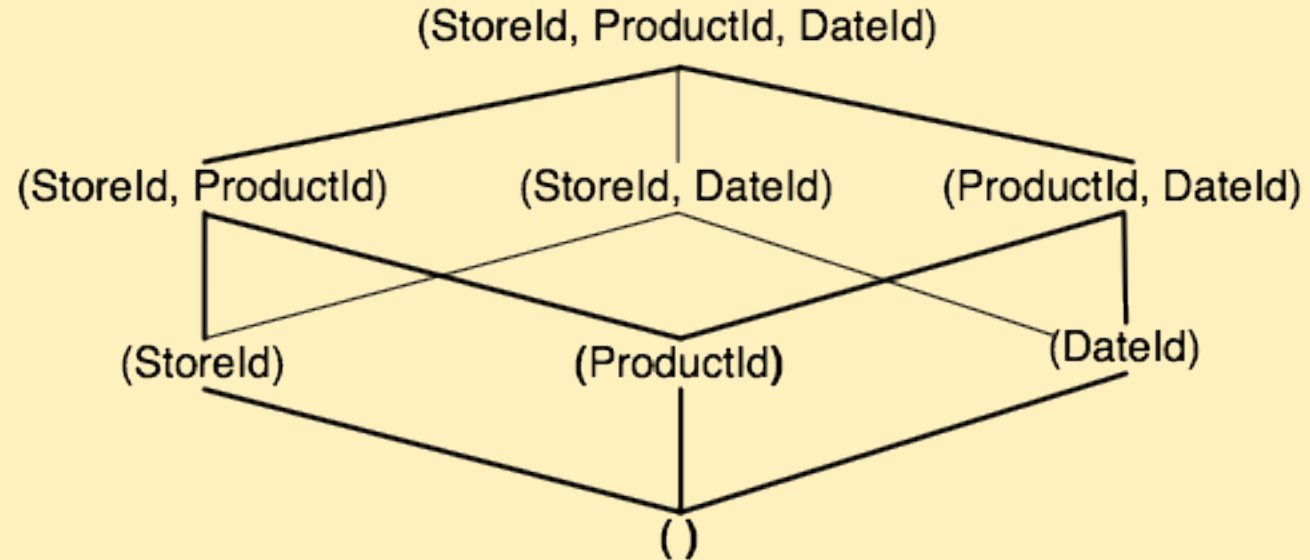 (StoreId, ProductId, DateId)
(StoreId, ProductId) (StoreId, DateId) (ProductId, DateId)
(StoreId) (ProductId) (DateId)
()